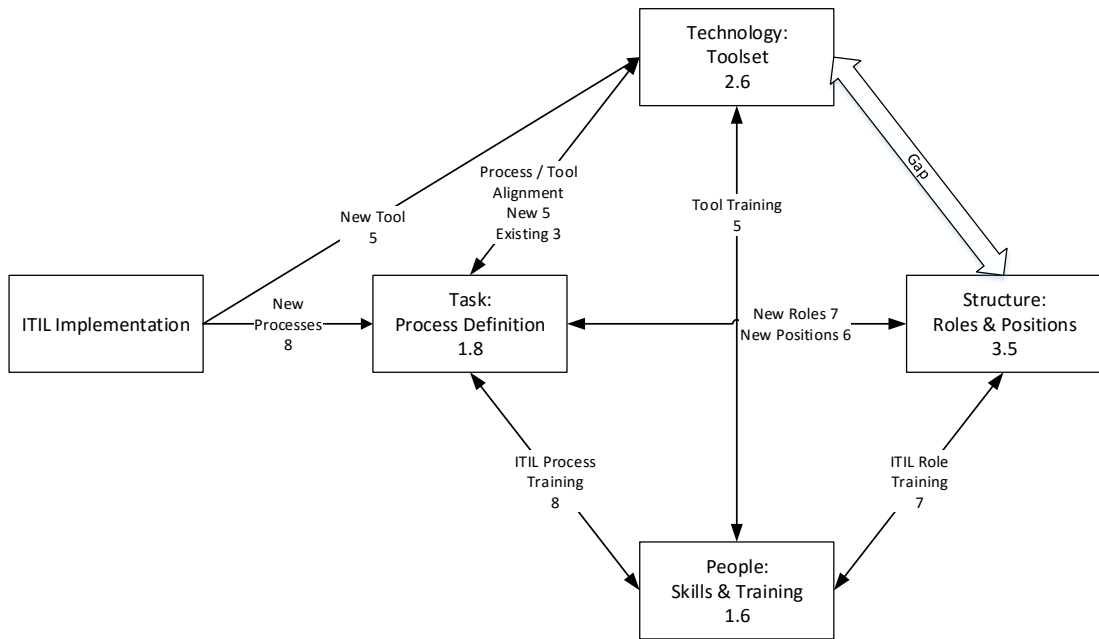 Technology:
Toolset
2.6
Gap
Process / Tool
Alignment
New 5
Existing 3
New Tool
5
Tool Training
5
ITIL Implementation
New
Processes
8
Task:
Process Definition
1.8
New Roles 7
New Positions 6
Structure:
Roles & Positions
3.5
ITIL Process
Training
8
ITIL Role
Training
7
People:
Skills & Training
1.6